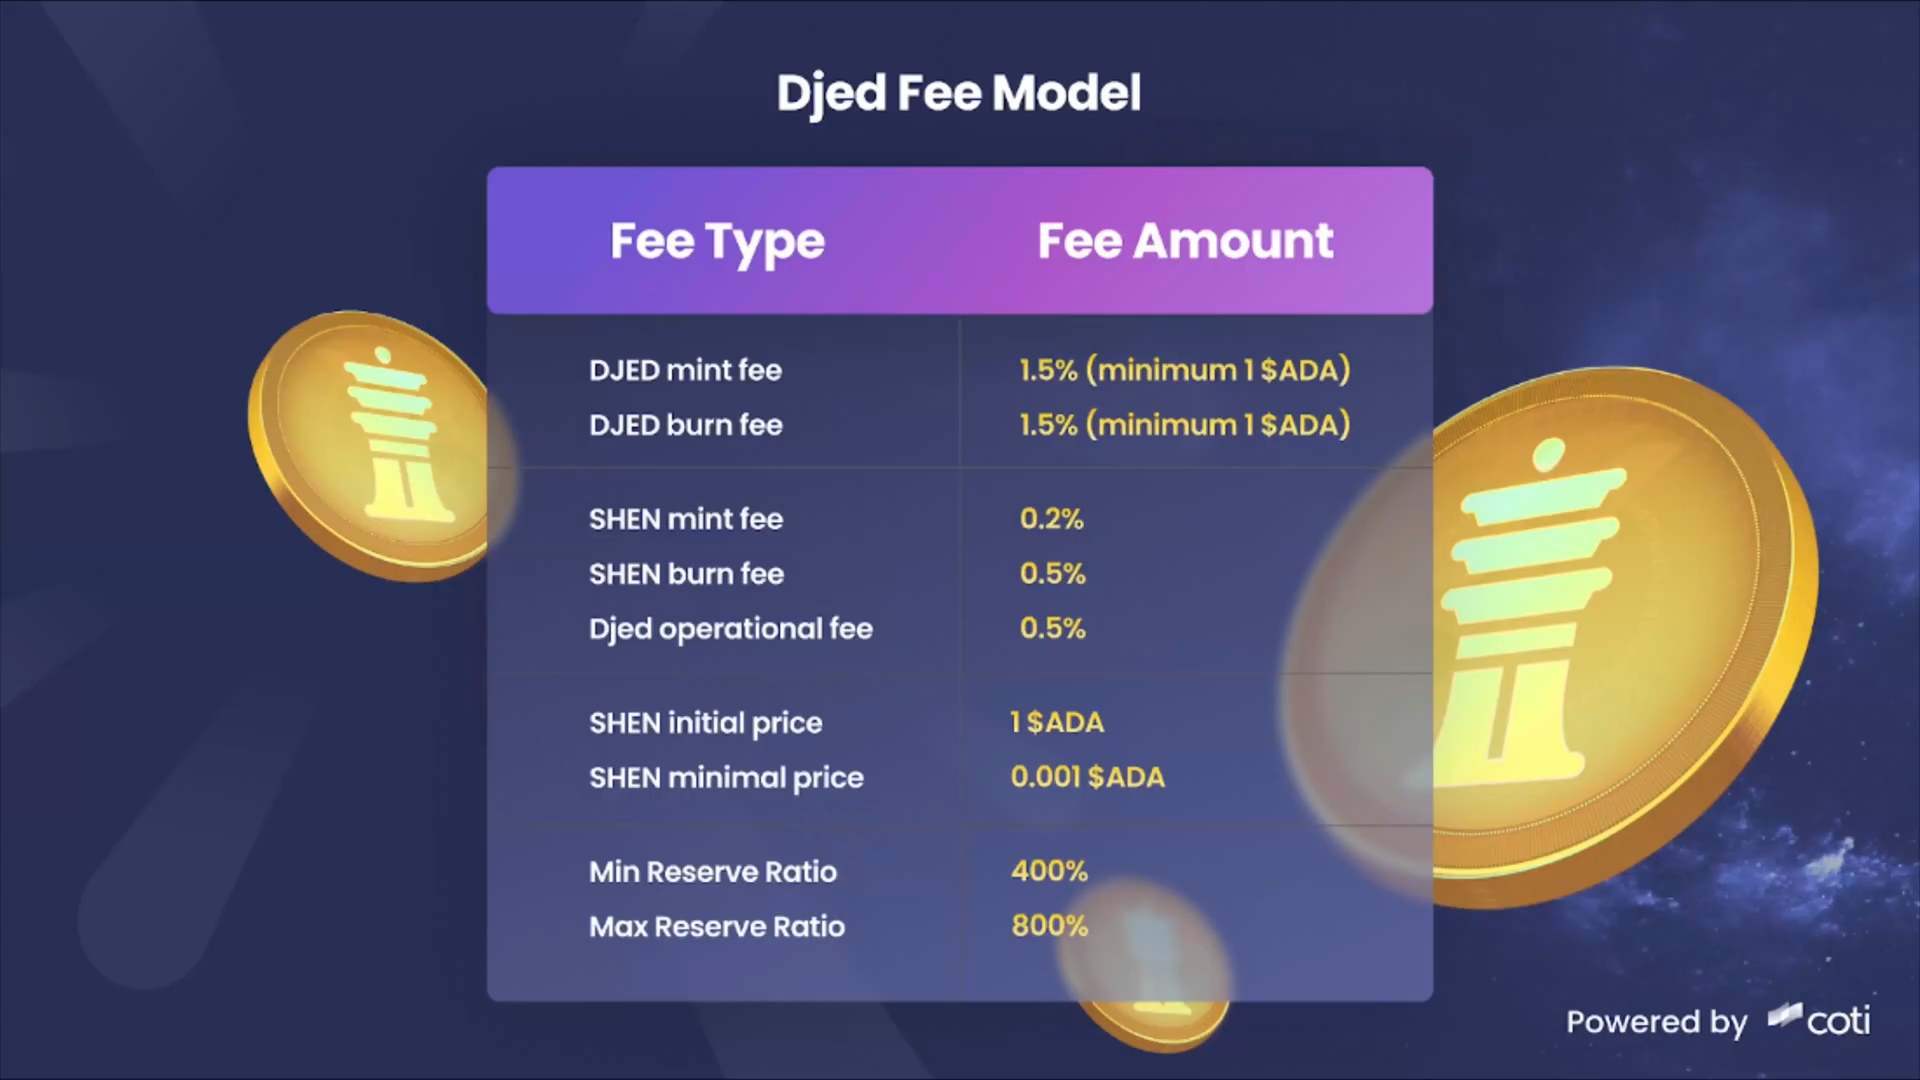 Djed Fee Model
Fee Type Fee Amount
DJED mint fee 1.5% (minimum 1 $ADA)
DJED burn fee 1.5% (minimum 1 $ADA)
SHEN mint fee 0.2%
SHEN burn fee 0.5%
Djed operational fee 0.5%
SHEN initial price 1 $ADA
SHEN minimal price 0.001 $ADA
Min Reserve Ratio 400%
Max Reserve Ratio 800%
Powered by coti